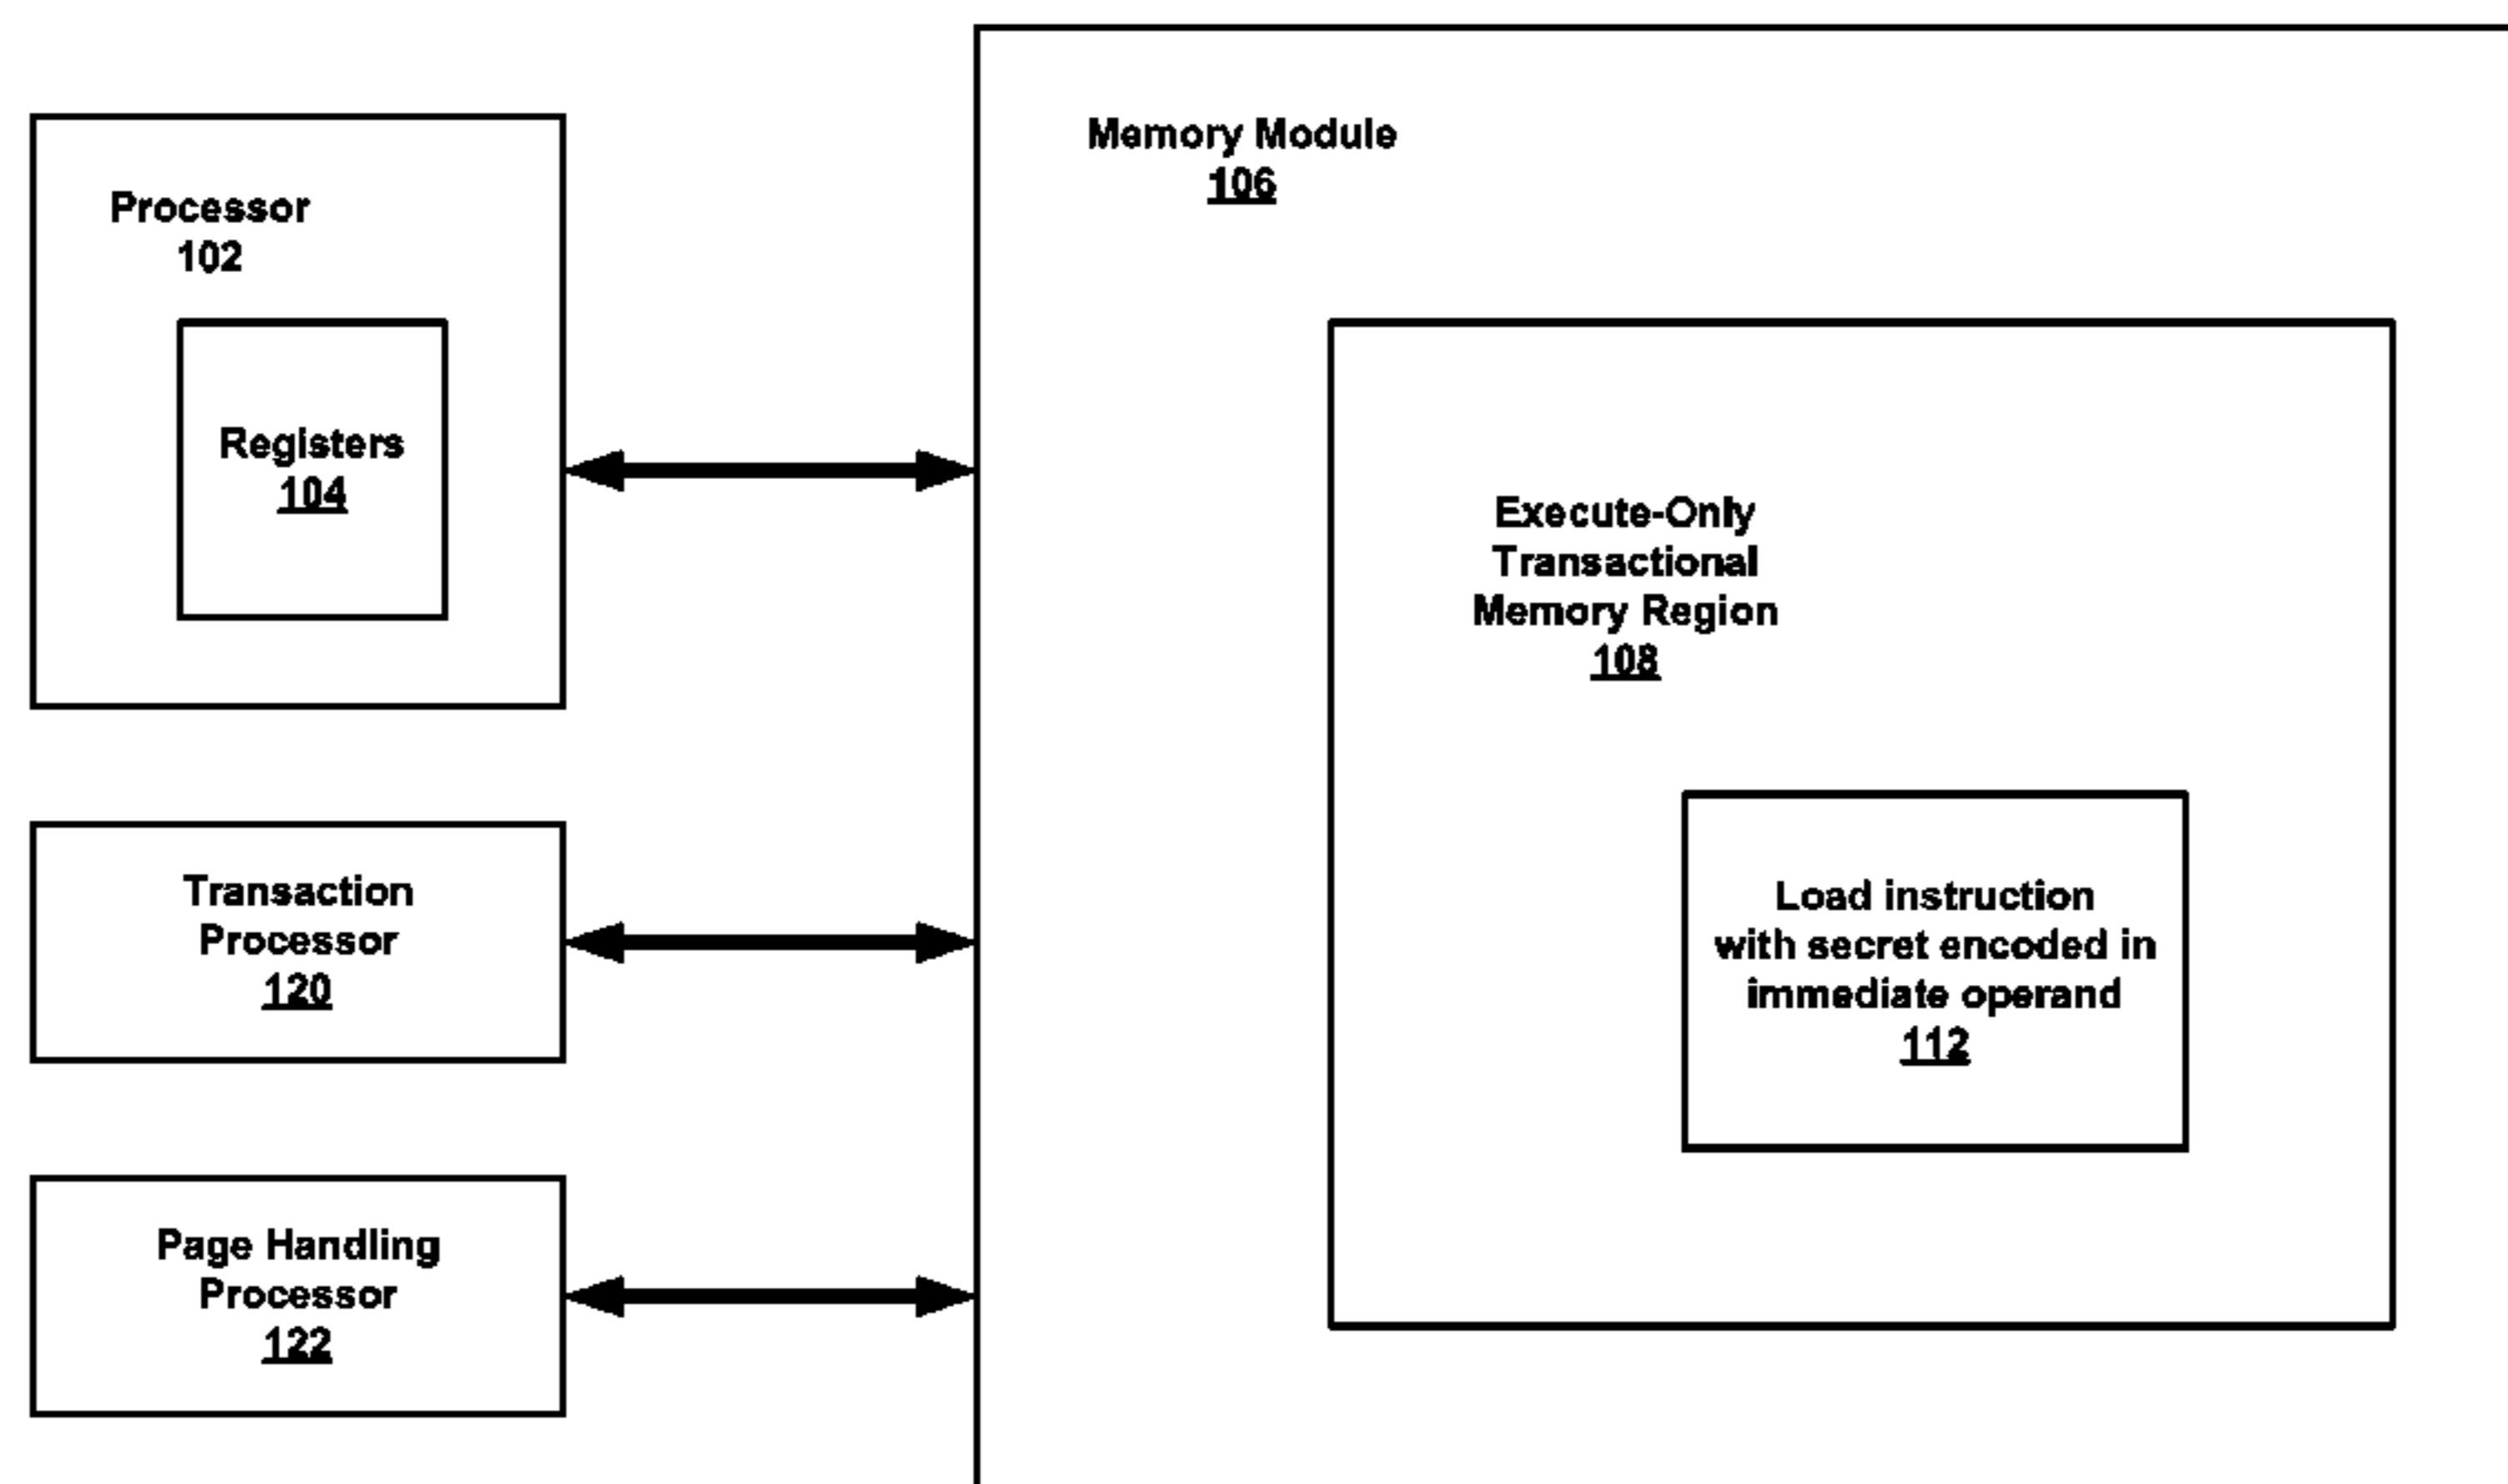 Memory Module
106
Processor
102
Registers
104
Execute-Only
Transactional
Memory Region
108
Transaction
Processor
120
Load instruction
with secret encoded in
immediate operand
112
Page Handling
Processor
122